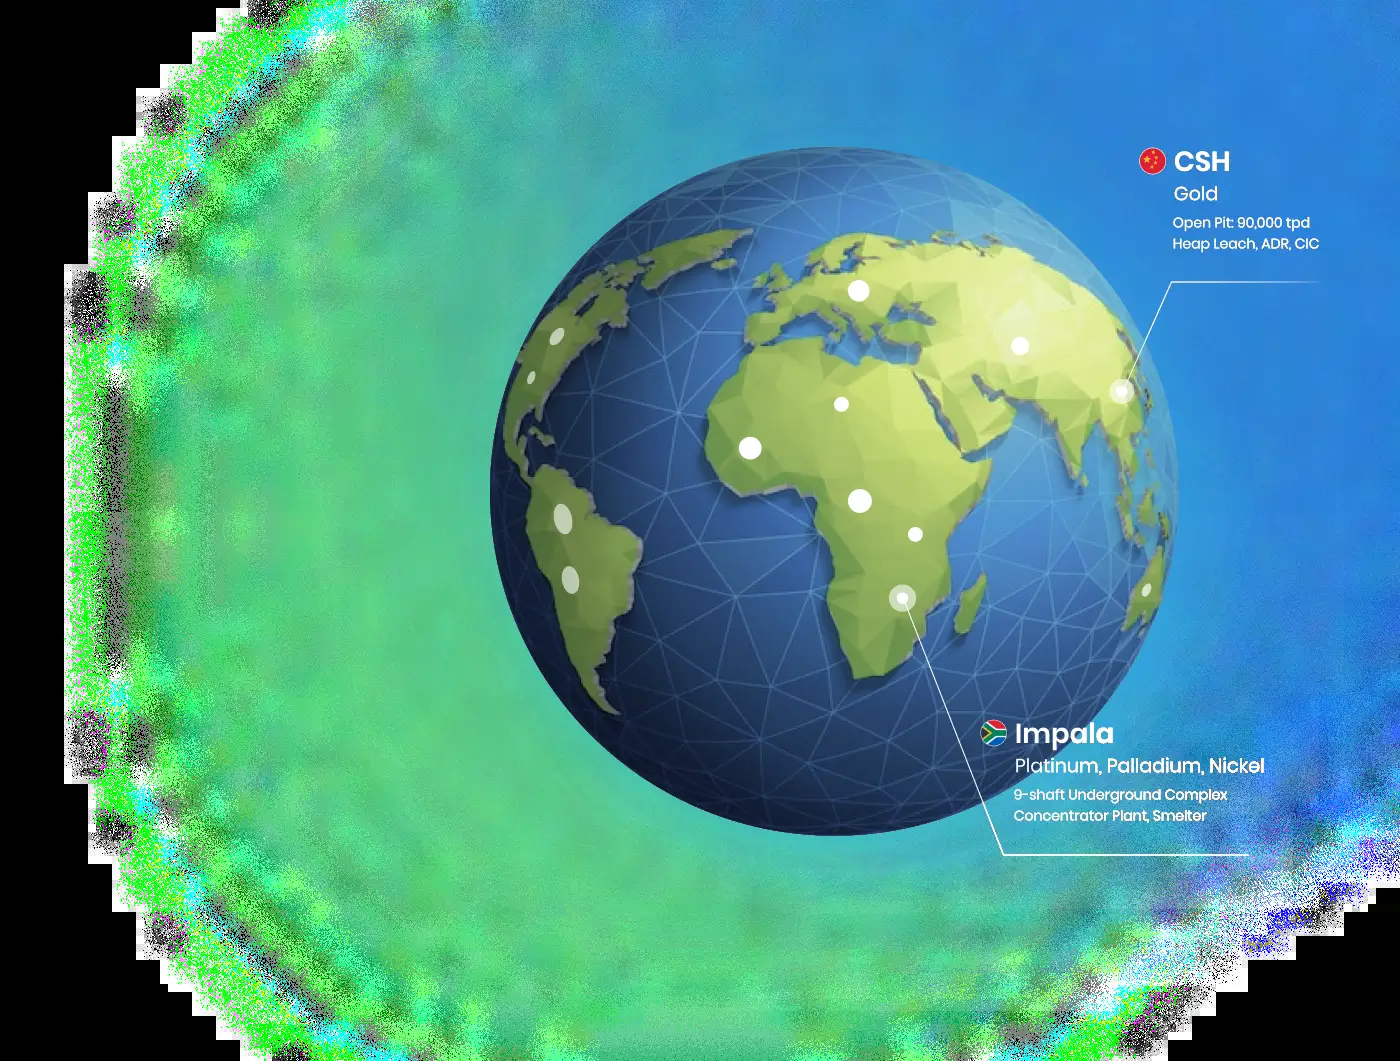 CSH
Gold
Open Pit: 90,000 tpd
Heap Leach, ADR, CIC
Impala
Platinum, Palladium, Nickel
9-shaft Underground Complex
Concentrator Plant, Smelter